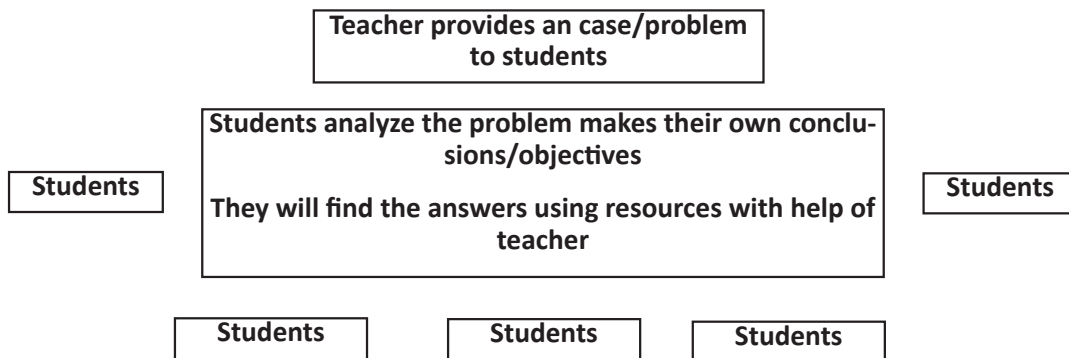 Teacher provides an case/problem
to students
Students analyze the problem makes their own conclu-
sions/objectives
Students
They will find the answers using resources with help of
teacher
Students
Students
Students
Students